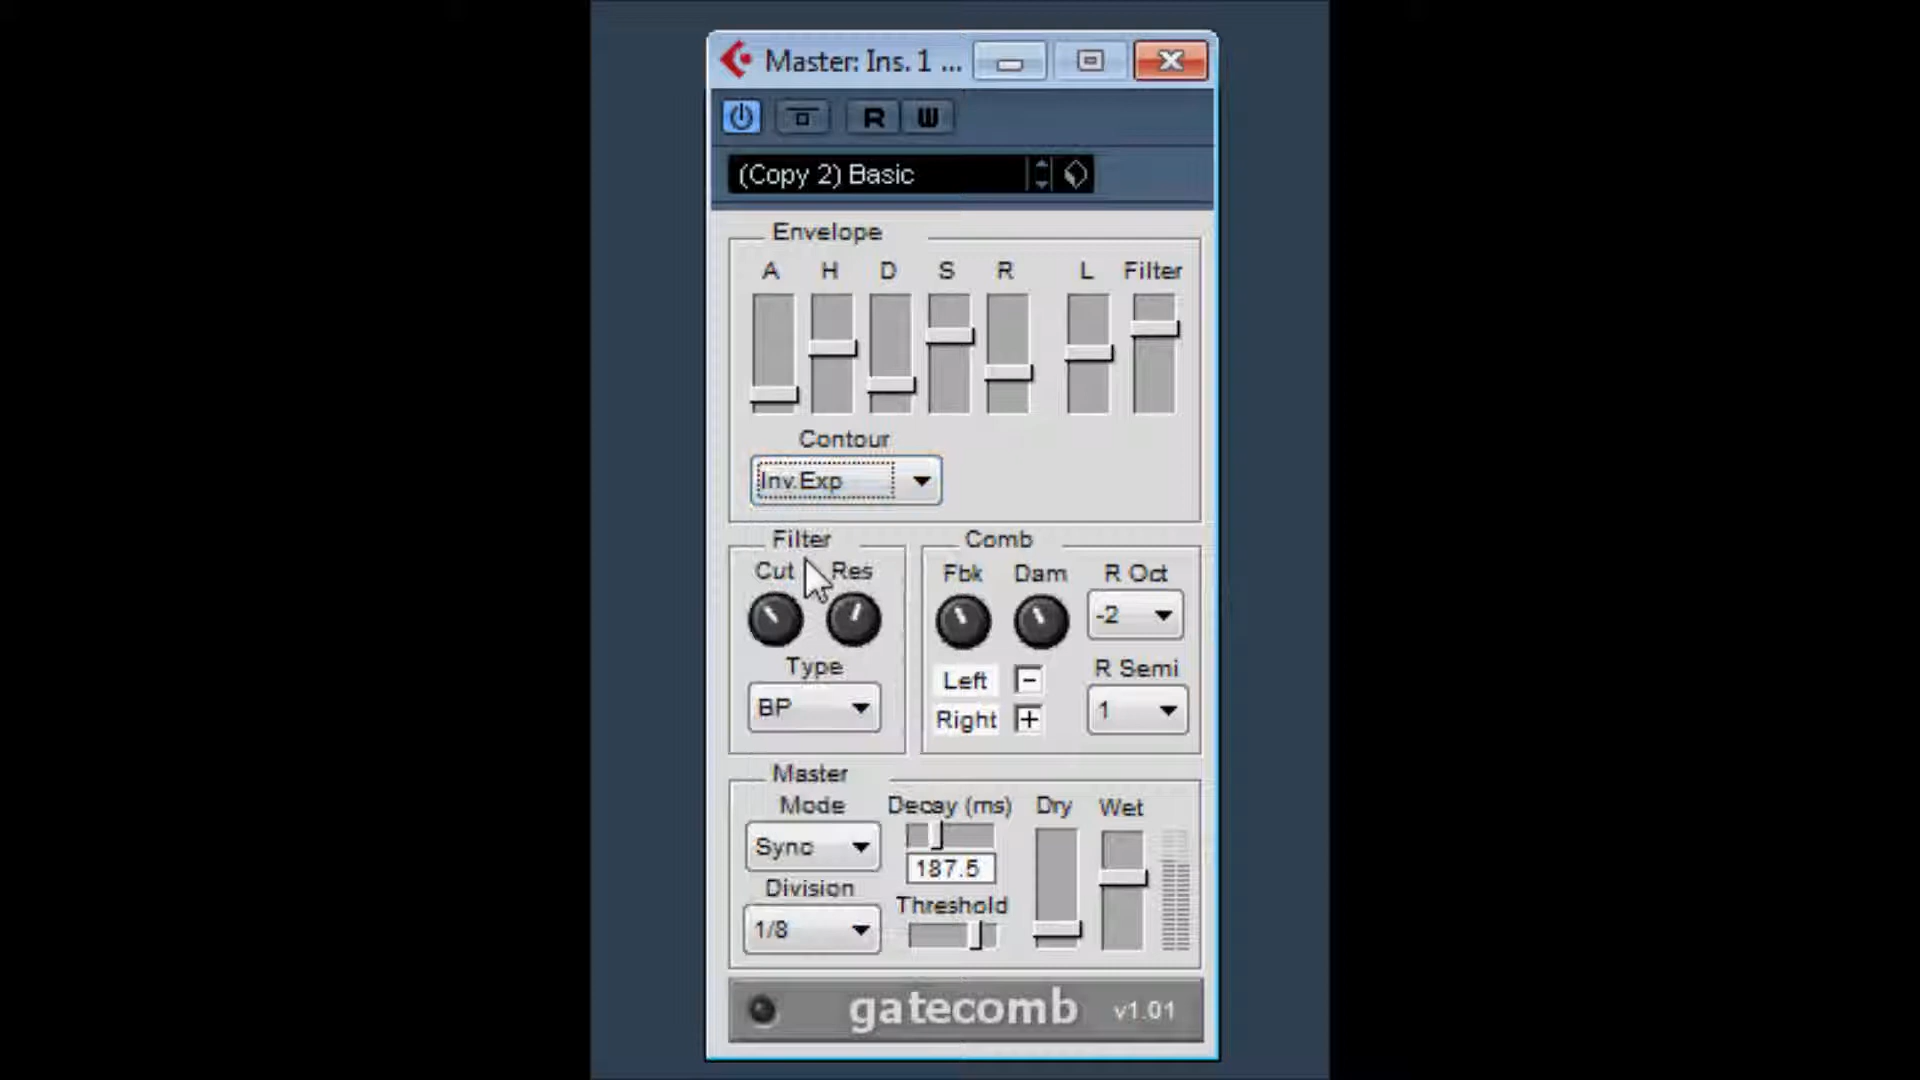 Master: Ins. 1 ...
R W
(Copy 2) Basic
Envelope
A H D S R L Filter
Contour
Inv.Exp
Filter
Cut Res
Type
BP
Comb
Fbk Dam R Oct
-2
Left -
R Semi
Right +
1
Master
Mode Decay (ms) Dry Wet
Sync
187.5
Division
Threshold
1/8
gatecomb v1.01